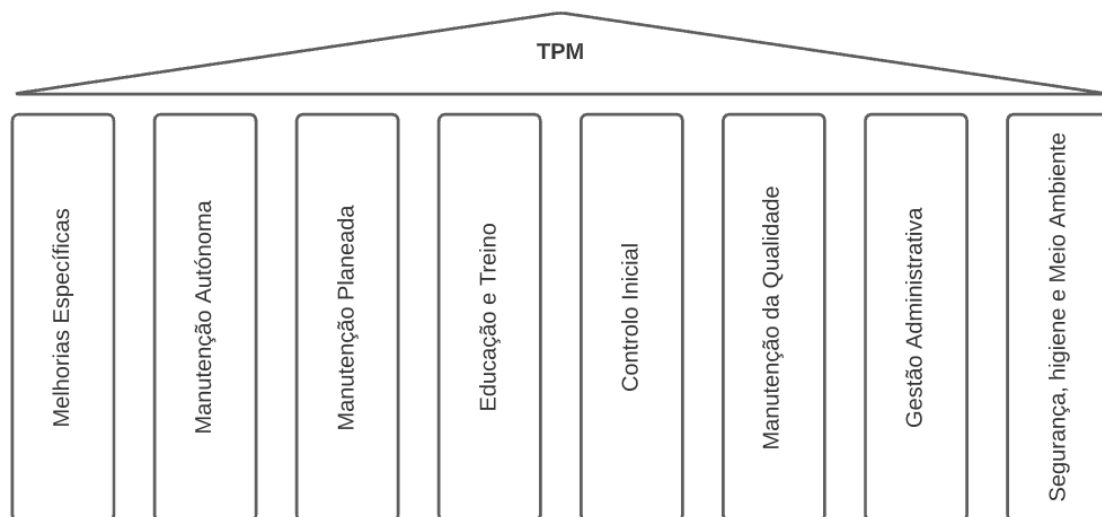 TPM
Melhorias Específicas
Manutenção Autónoma
Manutenção Planeada
Educação e Treino
Controlo Inicial
Manutenção da Qualidade
Gestão Administrativa
Segurança, higiene e Meio Ambiente